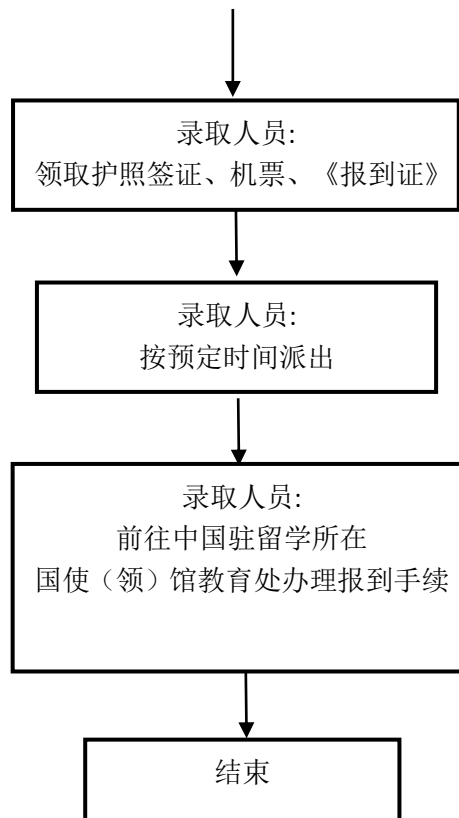 录取人员:
领取护照签证、机票、《报到证》
录取人员:
按预定时间派出
录取人员:
前往中国驻留学所在
国使（领）馆教育处办理报到手续
结束